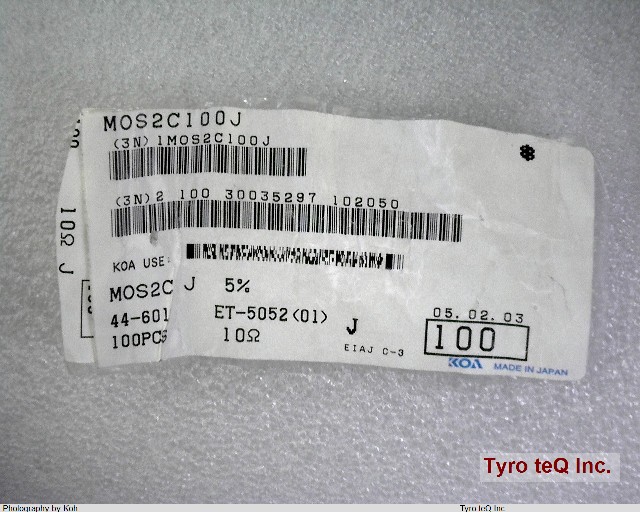 MOS2C100J
(3N)1MOS2C100J
(3N)2 100 30035297 102050
KOA USE:
MOS2C J 5%
44-601 ET-5052(01) J 05.02.03
100PCS 10Ω EIAJ C-3 100
KOA MADE IN JAPAN
10Ω J
Tyro teQ Inc.
Photography by Koh Tyro teQ Inc